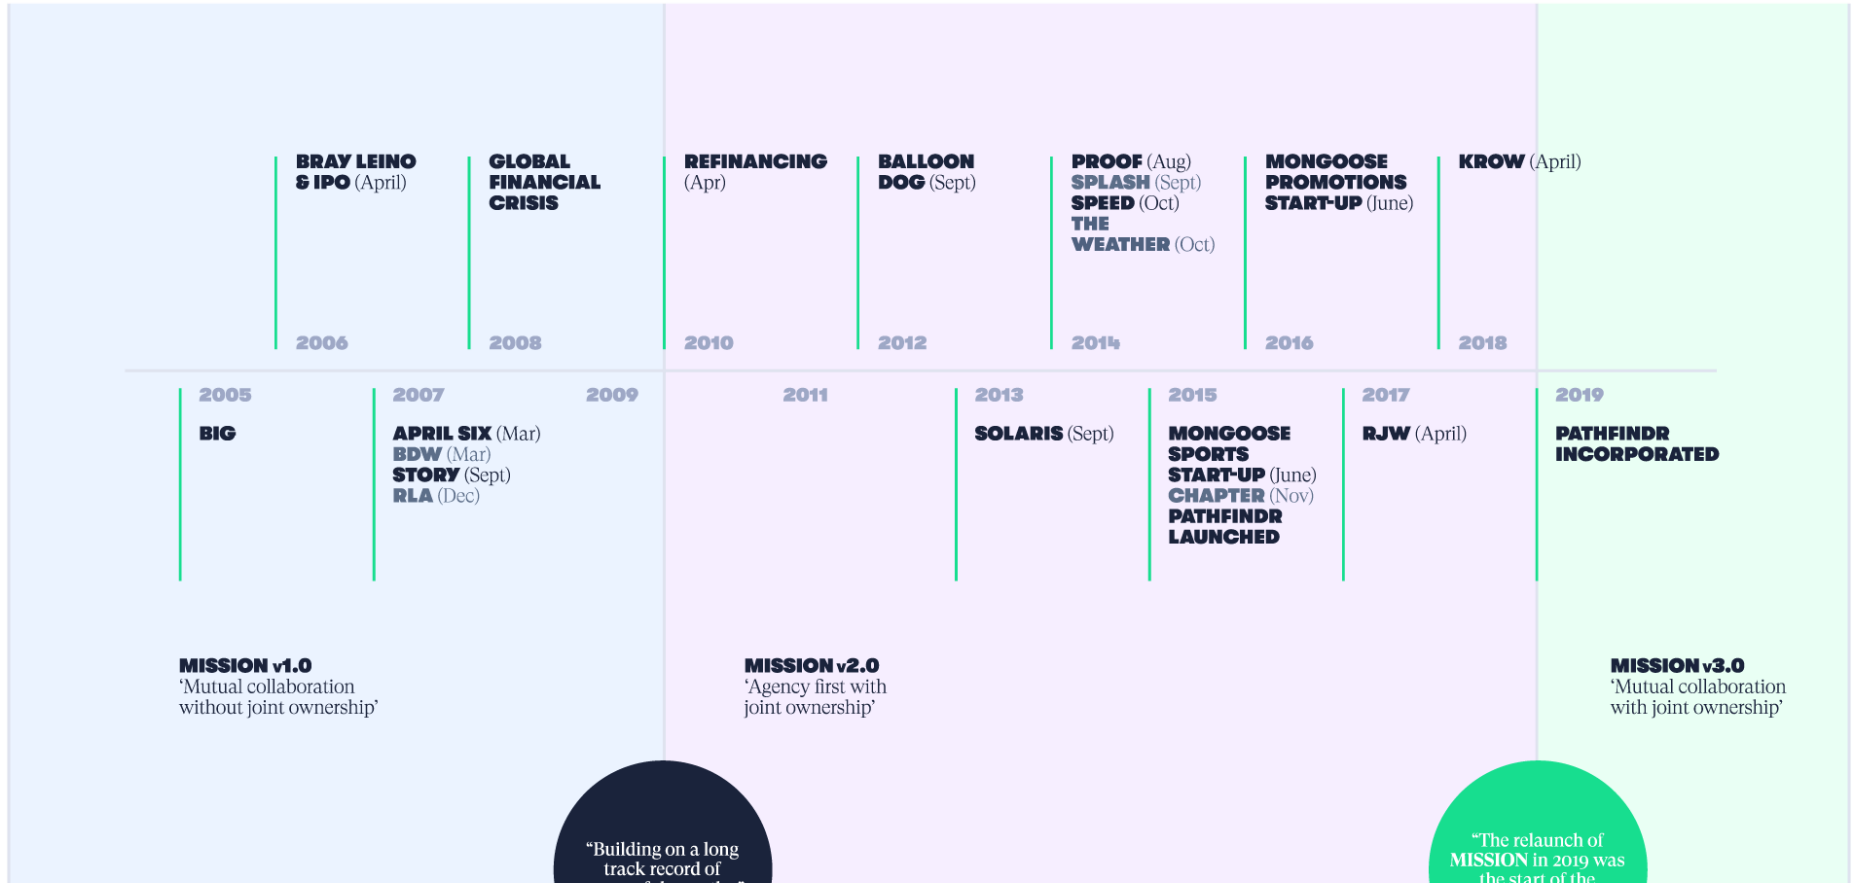 BRAY LEINO
& IPO (April)
GLOBAL
FINANCIAL
CRISIS
REFINANCING
(Apr)
BALLOON
DOG (Sept)
PROOF (Aug)
SPLASH (Sept)
SPEED (Oct)
THE
WEATHER (Oct)
MONGOOSE
PROMOTIONS
START-UP (June)
KROW (April)
2006
2008
2010
2012
2014
2016
2018
2005
2007
2009
2011
2013
2015
2017
2019
BIG
APRIL SIX (Mar)
BDW (Mar)
STORY (Sept)
RLA (Dec)
SOLARIS (Sept)
MONGOOSE
SPORTS
START-UP (June)
CHAPTER (Nov)
PATHFINDR
LAUNCHED
RJW (April)
PATHFINDR
INCORPORATED
MISSION v1.0
‘Mutual collaboration
without joint ownership’
MISSION v2.0
‘Agency first with
joint ownership’
MISSION v3.0
‘Mutual collaboration
with joint ownership’
“Building on a long
track record of
“The relaunch of
MISSION in 2019 was
the start of the